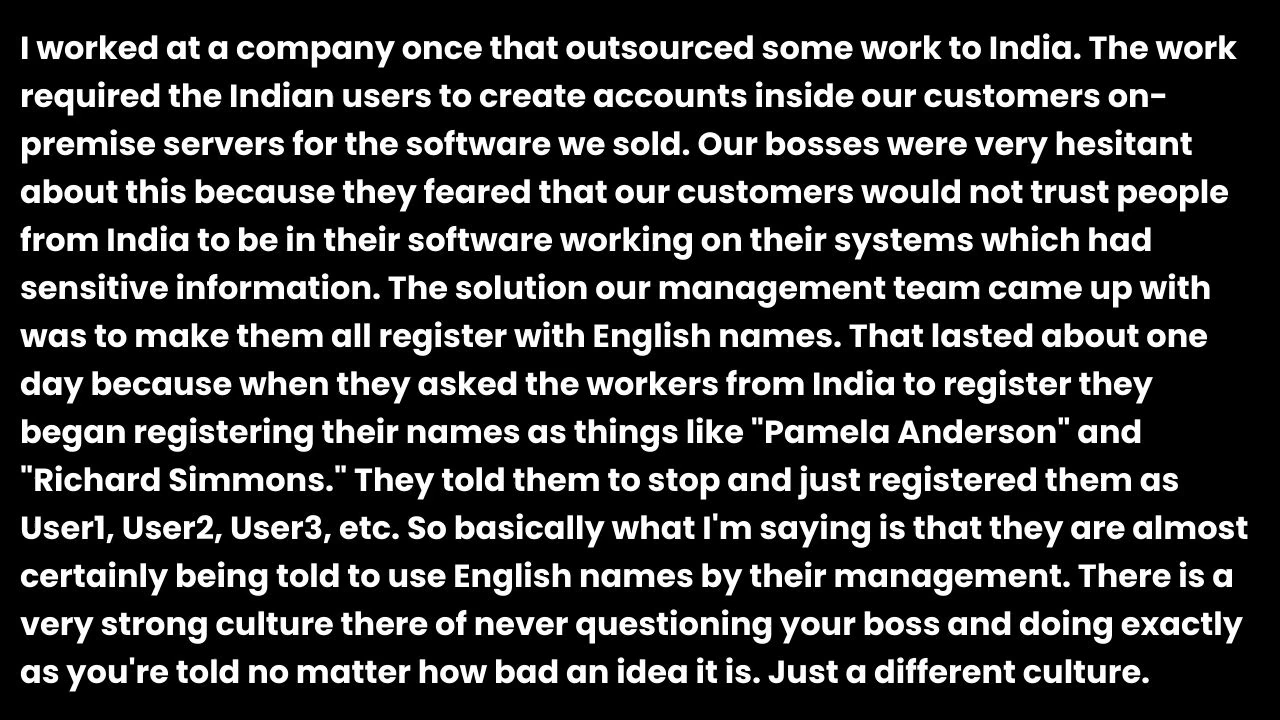 I worked at a company once that outsourced some work to India. The work
required the Indian users to create accounts inside our customers on-
premise servers for the software we sold. Our bosses were very hesitant
about this because they feared that our customers would not trust people
from India to be in their software working on their systems which had
sensitive information. The solution our management team came up with
was to make them all register with English names. That lasted about one
day because when they asked the workers from India to register they
began registering their names as things like "Pamela Anderson" and
"Richard Simmons." They told them to stop and just registered them as
User1, User2, User3, etc. So basically what I'm saying is that they are almost
certainly being told to use English names by their management. There is a
very strong culture there of never questioning your boss and doing exactly
as you're told no matter how bad an idea it is. Just a different culture.